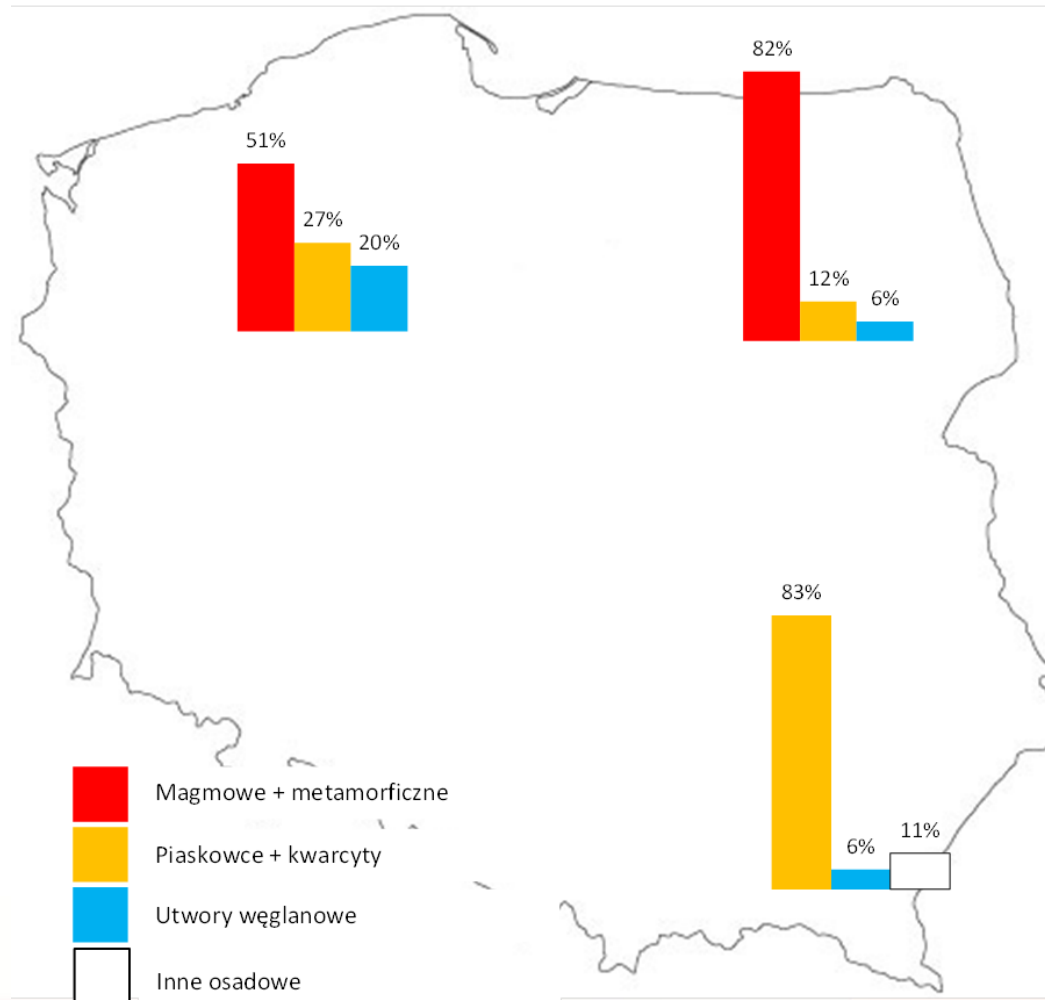 82%
51%
27%
20%
12%
6%
83%
6%
11%
Magmowe + metamorficzne
Piaskowce + kwarcyty
Utwory węglanowe
Inne osadowe